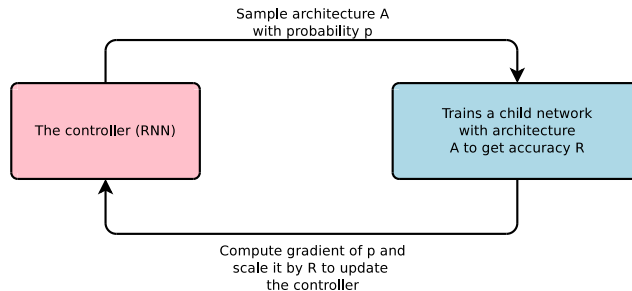 Sample architecture A
with probability p
The controller (RNN)
Trains a child network
with architecture
A to get accuracy R
Compute gradient of p and
scale it by R to update
the controller